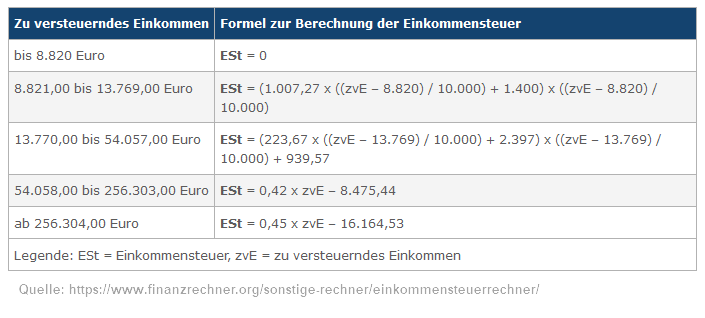 Zu versteuerndes Einkommen Formel zur Berechnung der Einkommensteuer
bis 8.820 Euro ESt = 0
8.821,00 bis 13.769,00 Euro ESt = (1.007,27 x ((zvE – 8.820) / 10.000) + 1.400) x ((zvE – 8.820) /
10.000)
13.770,00 bis 54.057,00 Euro ESt = (223,67 x ((zvE – 13.769) / 10.000) + 2.397) x ((zvE – 13.769) /
10.000) + 939,57
54.058,00 bis 256.303,00 Euro ESt = 0,42 x zvE – 8.475,44
ab 256.304,00 Euro ESt = 0,45 x zvE – 16.164,53
Legende: ESt = Einkommensteuer, zvE = zu versteuerndes Einkommen
Quelle: https://www.finanzrechner.org/sonstige-rechner/einkommensteuerrechner/